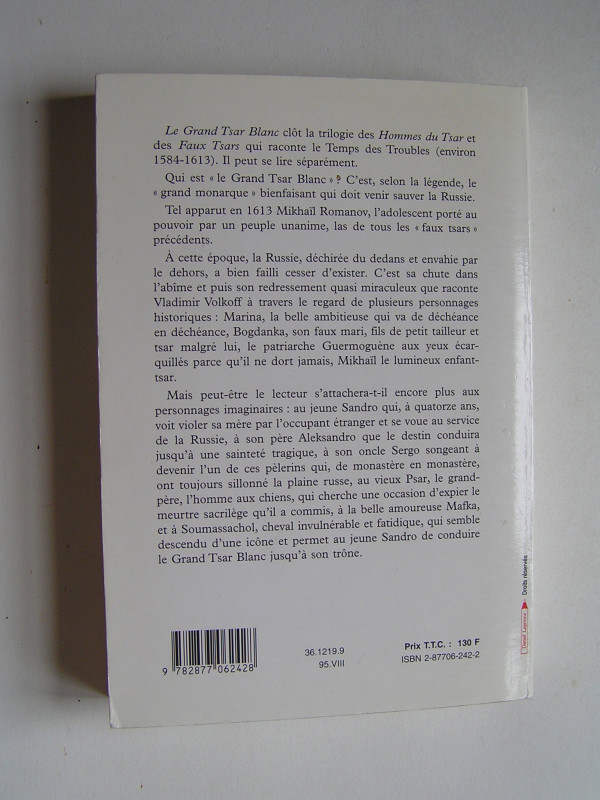 Le Grand Tsar Blanc clôt la trilogie des Hommes du Tsar et
des Faux Tsars qui raconte le Temps des Troubles (environ
1584-1613). Il peut se lire séparément.
Qui est « le Grand Tsar Blanc » ? C'est, selon la légende, le
« grand monarque » bienfaisant qui doit venir sauver la Russie.
Tel apparut en 1613 Mikhaïl Romanov, l'adolescent porté au
pouvoir par un peuple unanime, las de tous les « faux tsars »
précédents.
À cette époque, la Russie, déchirée du dedans et envahie par
le dehors, a bien failli cesser d'exister. C'est sa chute dans
l'abîme et puis son redressement quasi miraculeux que raconte
Vladimir Volkoff à travers le regard de plusieurs personnages
historiques : Marina, la belle ambitieuse qui va de déchéance
en déchéance, Bogdanka, son faux mari, fils de petit tailleur et
tsar malgré lui, le patriarche Guermoguène aux yeux écar-
quillés parce qu'il ne dort jamais, Mikhaïl le lumineux enfant-
tsar.
Mais peut-être le lecteur s'attachera-t-il encore plus aux
personnages imaginaires : au jeune Sandro qui, à quatorze ans,
voit violer sa mère par l'occupant étranger et se voue au service
de la Russie, à son père Aleksandro que le destin conduira
jusqu'à une sainteté tragique, à son oncle Sergo songeant à
devenir l'un de ces pèlerins qui, de monastère en monastère,
ont toujours sillonné la plaine russe, au vieux Psar, le grand-
père, l'homme aux chiens, qui cherche une occasion d'expier le
meurtre sacrilège qu'il a commis, à la belle amoureuse Mafka,
et à Soumassachol, cheval invulnérable et fatidique, qui semble
descendu d'une icône et permet au jeune Sandro de conduire
le Grand Tsar Blanc jusqu'à son trône.
9 782877 062428
36.1219.9
95.VIII
Prix T.T.C. : 130 F
ISBN 2-87706-242-2
Droits réservés